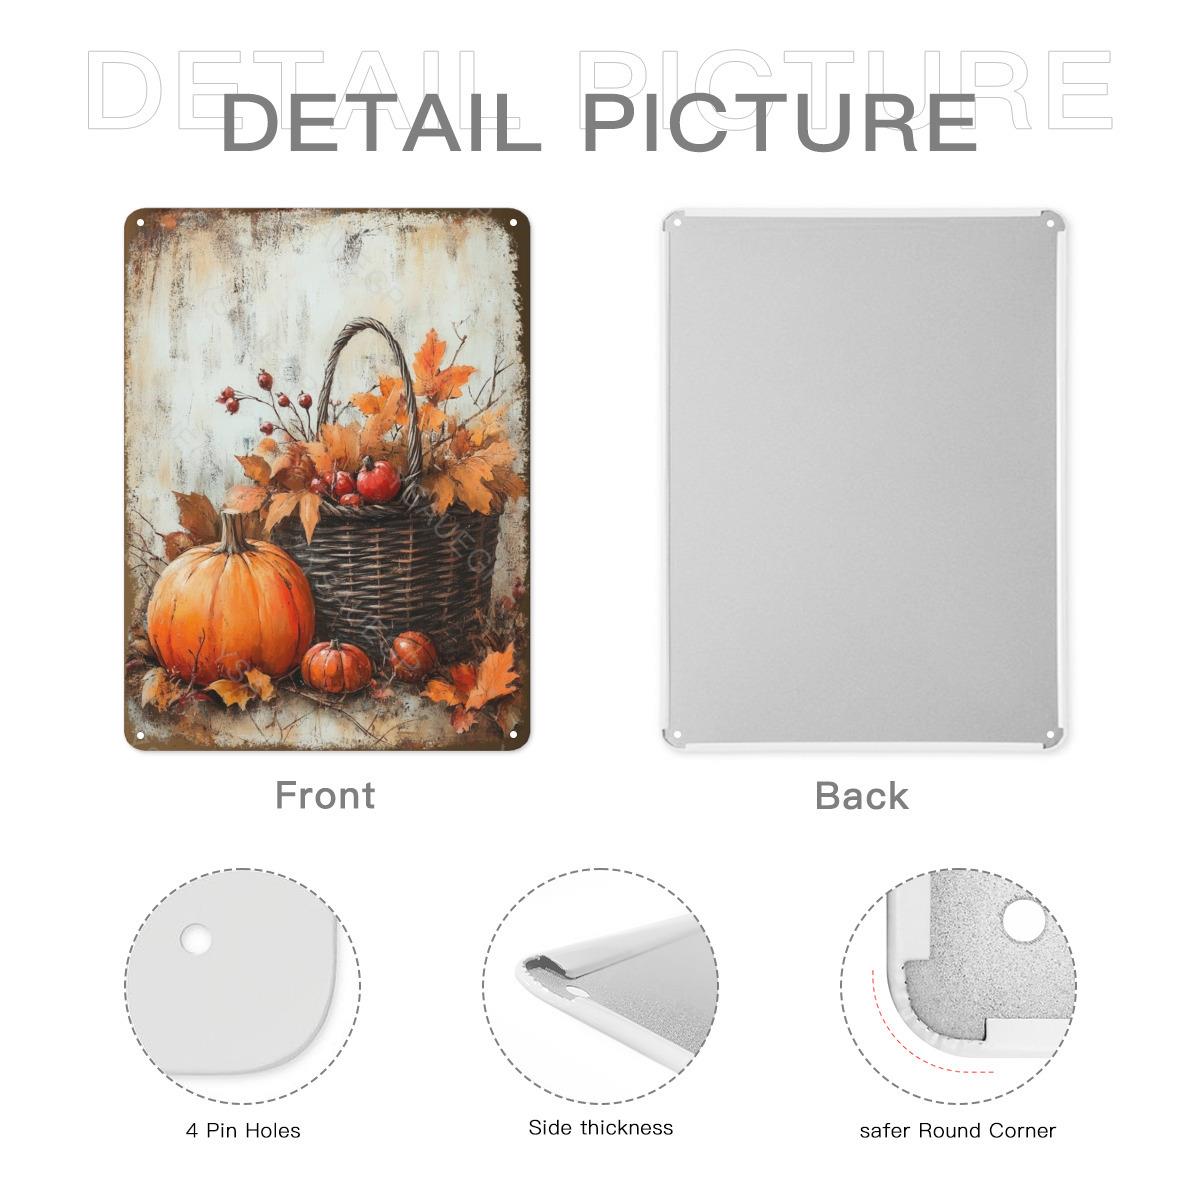 DETAIL PICTURE
DETAIL PICTURE
Front
Back
4 Pin Holes
Side thickness
safer Round Corner